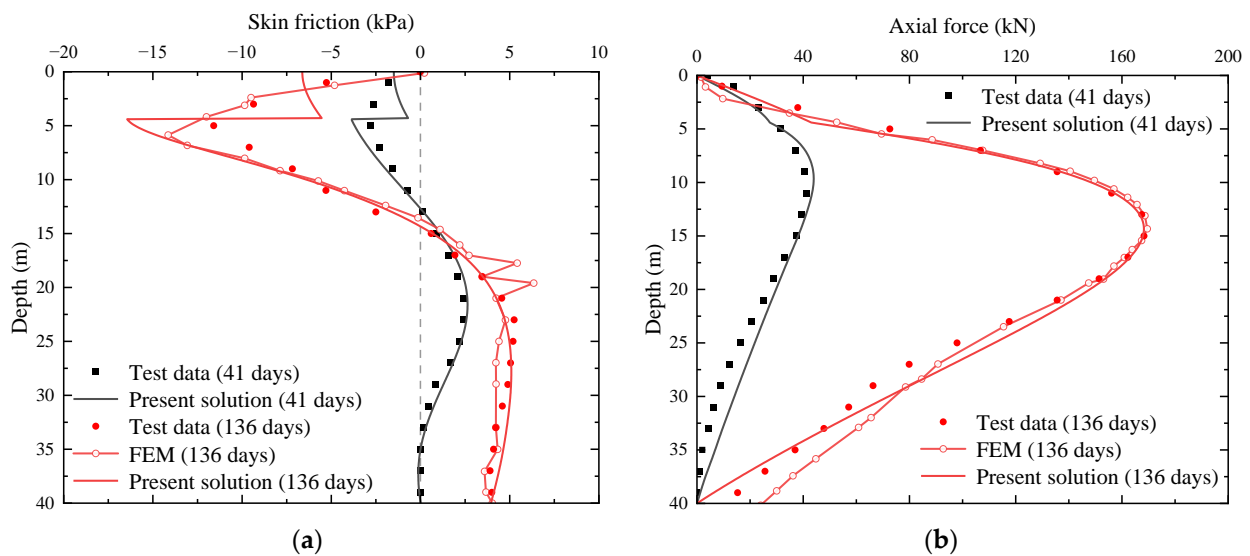 Skin friction (kPa)
−20 −15 −10 −5 0 5 10
0
5
10
15
20
25
30
35
40
Depth (m)
Test data (41 days)
Present solution (41 days)
Test data (136 days)
FEM (136 days)
Present solution (136 days)
(a)
Axial force (kN)
0 40 80 120 160 200
0
5
10
15
20
25
30
35
40
Depth (m)
Test data (41 days)
Present solution (41 days)
Test data (136 days)
FEM (136 days)
Present solution (136 days)
(b)